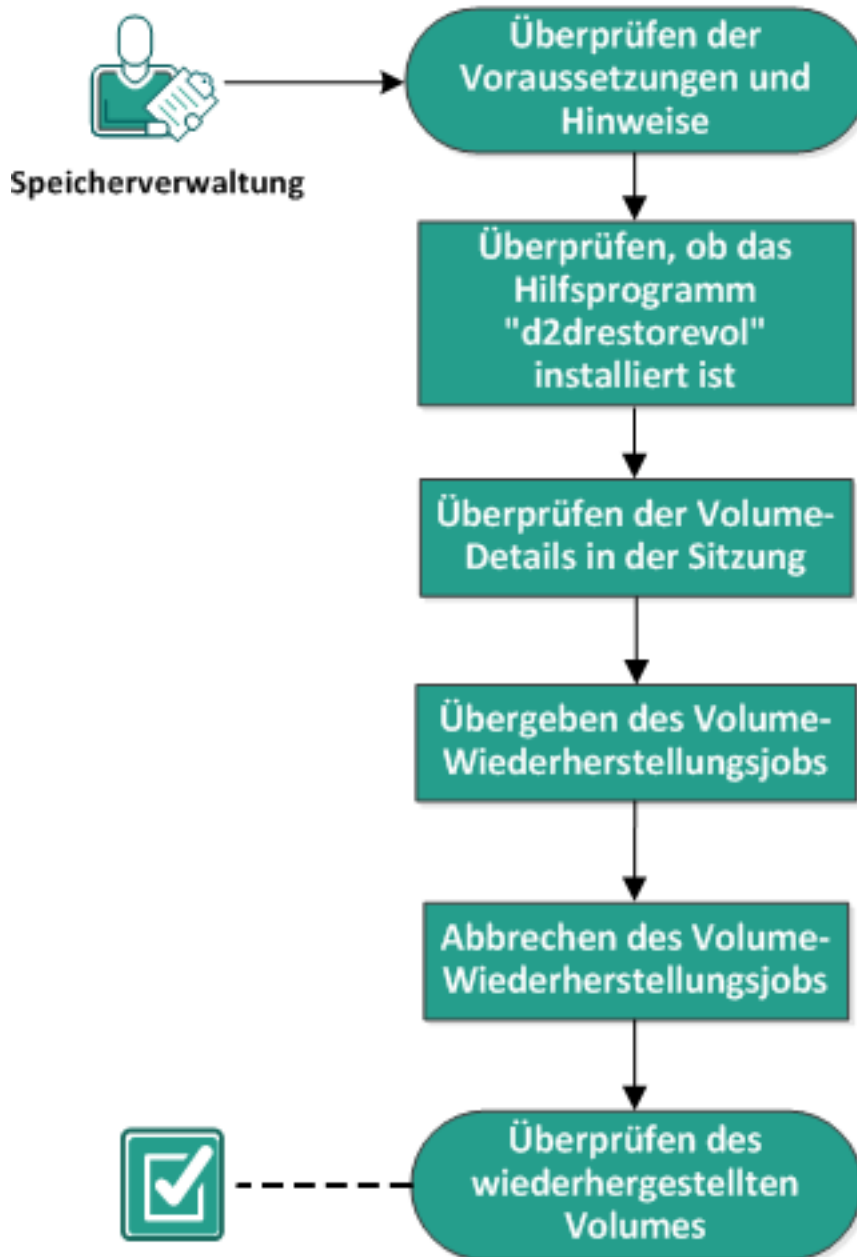 Überprüfen der
Voraussetzungen und
Hinweise
Speicherverwaltung
Überprüfen, ob das
Hilfsprogramm
"d2drestorevol"
installiert ist
Überprüfen der Volume-
Details in der Sitzung
Übergeben des Volume-
Wiederherstellungsjobs
Abbrechen des Volume-
Wiederherstellungsjobs
Überprüfen des
wiederhergestellten
Volumes